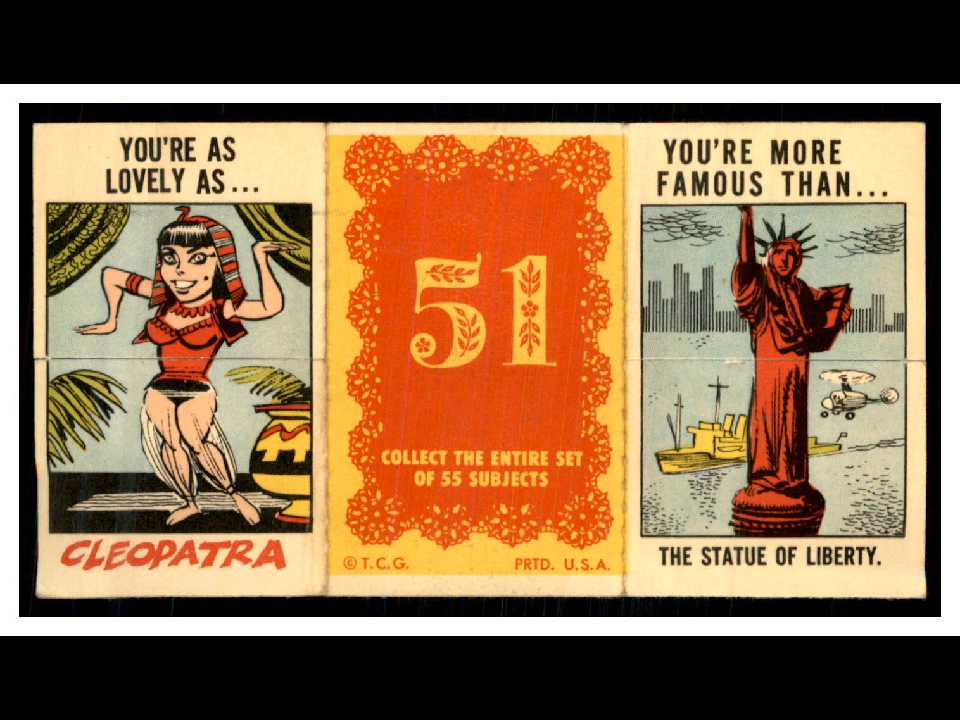 YOU'RE AS
LOVELY AS...
CLEOPATRA
51
COLLECT THE ENTIRE SET
OF 55 SUBJECTS
© T.C.G.
PRTD. U.S.A.
YOU'RE MORE
FAMOUS THAN...
THE STATUE OF LIBERTY.